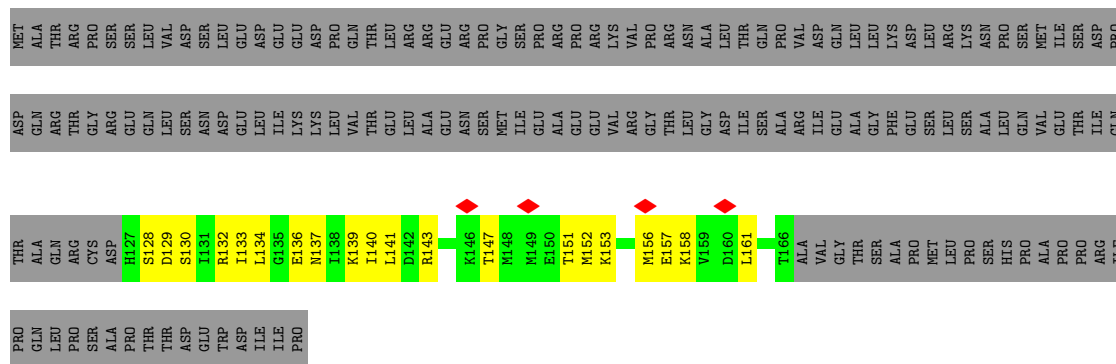 MET ALA THR ARG PRO SER SER LEU VAL ASP SER LEU GLU ASP GLU GLU ASP PRO GLN THR LEU ARG ARG GLU ARG PRO GLY SER PRO ARG PRO ARG LYS VAL PRO ARG ASN ALA LEU THR GLN PRO VAL ASP GLN LEU LEU LYS ASP LEU ARG LYS ASN PRO SER MET ILE SER ASP PRO
ASP GLN ARG THR GLY ARG GLU GLN LEU SER ASN ASP GLU LEU ILE LYS LYS LEU VAL THR GLU LEU ALA GLU ASN SER MET ILE GLU ALA GLU GLU VAL ARG GLY THR LEU GLY ASP ILE SER ALA ARG ILE GLU ALA GLY PHE GLU SER LEU SER ALA LEU GLN VAL GLU THR ILE GLN
THR ALA GLN ARG CYS ASP H127 S128 D129 S130 I131 R132 I133 L134 G135 E136 N137 I138 K139 I140 L141 D142 R143 K146 T147 M148 M149 E150 T151 M152 K153 M156 E157 K158 V159 D160 L161 T166 ALA VAL GLY THR SER ALA PRO MET LEU PRO SER HIS PRO ALA PRO PRO ARG ILE
PRO GLN LEU PRO SER ALA PRO THR THR ASP GLU TRP ASP ILE ILE PRO